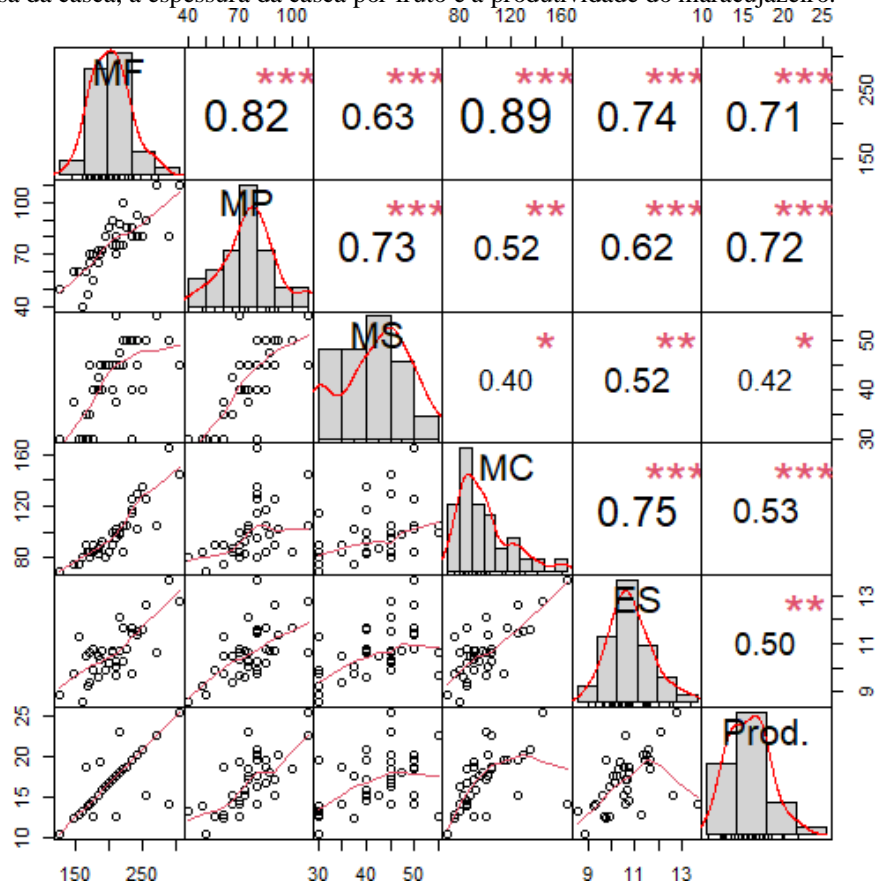 sa da casca, a espessura da casca por fruto e a produtividade do maracujazeiro.
40 70 100 80 120 160 10 15 20 25
MF *** *** *** *** ***
0.82 0.63 0.89 0.74 0.71
250
150
100
70
40
MP *** ** *** ***
0.73 0.52 0.62 0.72
MS * ** *
0.40 0.52 0.42
50
40
30
160
120
80
MC *** ***
0.75 0.53
ES **
0.50
13
11
9
25
20
15
10
Prod.
150 250 30 40 50 9 11 13